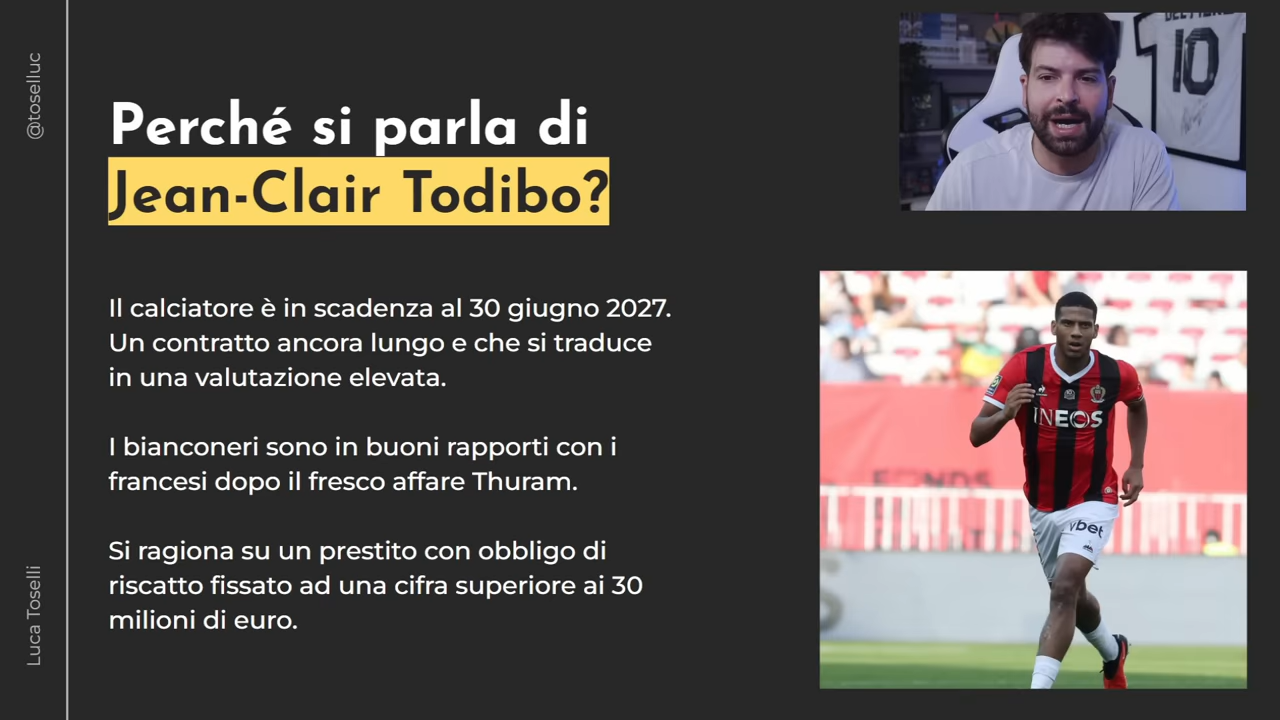 @toselluc
Luca Toselli
Perché si parla di
Jean-Clair Todibo?
Il calciatore è in scadenza al 30 giugno 2027.
Un contratto ancora lungo e che si traduce
in una valutazione elevata.
I bianconeri sono in buoni rapporti con i
francesi dopo il fresco affare Thuram.
Si ragiona su un prestito con obbligo di
riscatto fissato ad una cifra superiore ai 30
milioni di euro.
10
INEOS
vbet